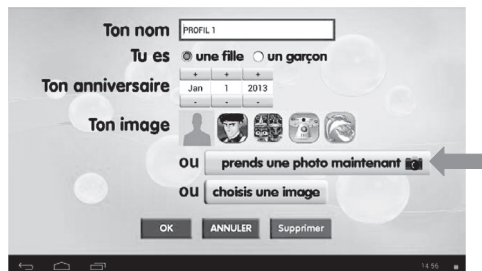 Ton nom PROFIL 1
Tu es une fille un garçon
Ton anniversaire
+ + +
Jan 1 2013
- - -
Ton image
ou prends une photo maintenant
ou choisis une image
OK ANNULER Supprimer
14:56